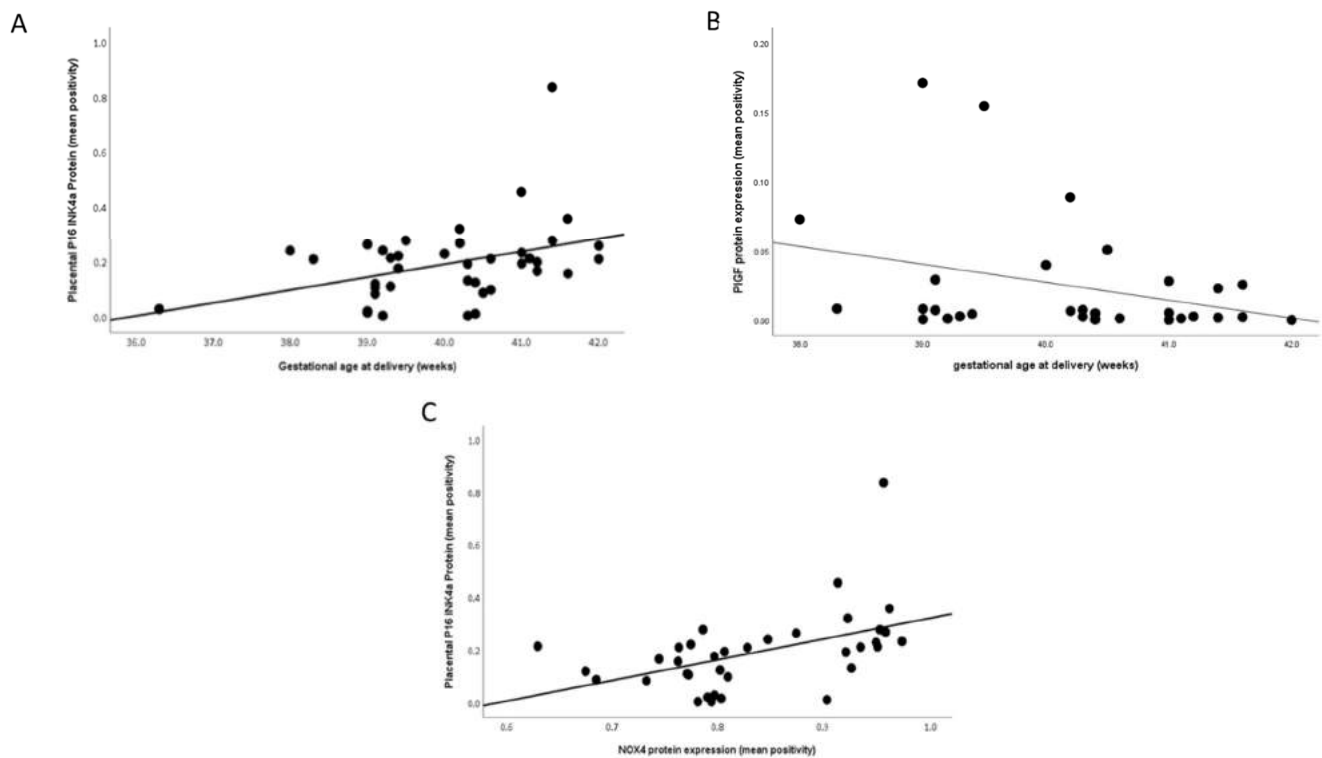 A
Placental P16 INK4a Protein (mean positivity)
1.0
0.8
0.6
0.4
0.2
0.0
36.0 37.0 38.0 39.0 40.0 41.0 42.0
Gestational age at delivery (weeks)
B
PlGF protein expression (mean positivity)
0.20
0.15
0.10
0.05
0.00
38.0 39.0 40.0 41.0 42.0
gestational age at delivery (weeks)
C
Placental P16 INK4a Protein (mean positivity)
1.0
0.8
0.6
0.4
0.2
0.0
0.6 0.7 0.8 0.9 1.0
NOX4 protein expression (mean positivity)